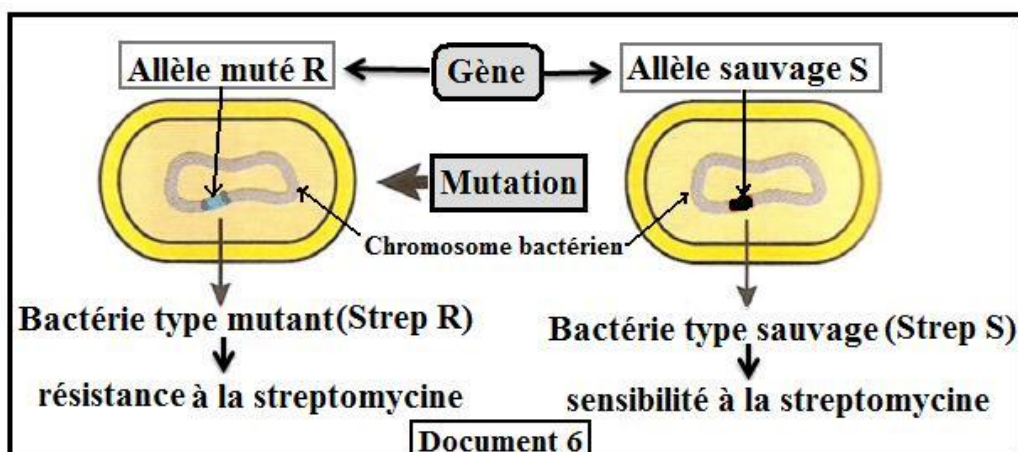 Allèle muté R
Gène
Allèle sauvage S
Mutation
Chromosome bactérien
Bactérie type mutant (Strep R)
Bactérie type sauvage (Strep S)
résistance à la streptomycine
sensibilité à la streptomycine
Document 6